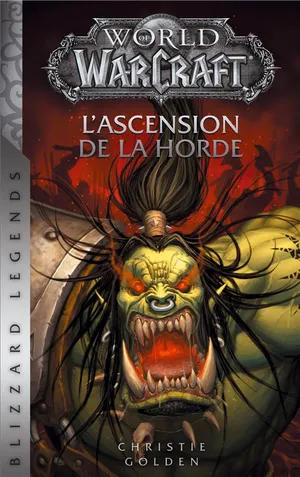 WORLD
OF
WARCRAFT
L'ASCENSION
DE LA HORDE
BLIZZARD LEGENDS
CHRISTIE
GOLDEN